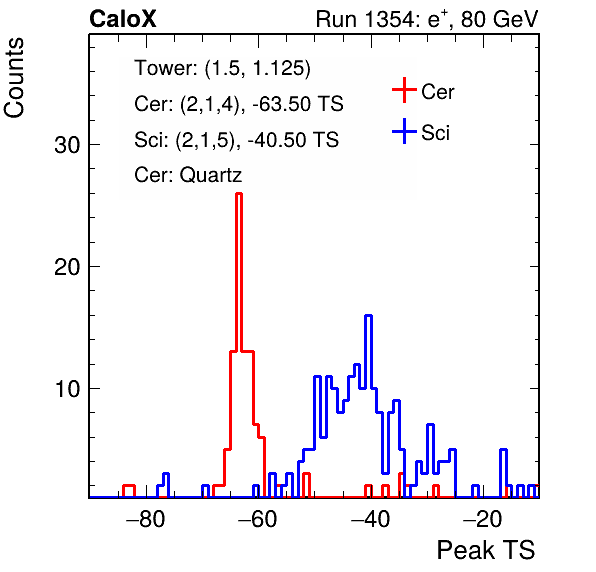 CaloX Run 1354: e⁺, 80 GeV
Counts
Tower: (1.5, 1.125)
Cer: (2,1,4), -63.50 TS
Sci: (2,1,5), -40.50 TS
Cer: Quartz
Cer
Sci
30
20
10
−80 −60 −40 −20
Peak TS